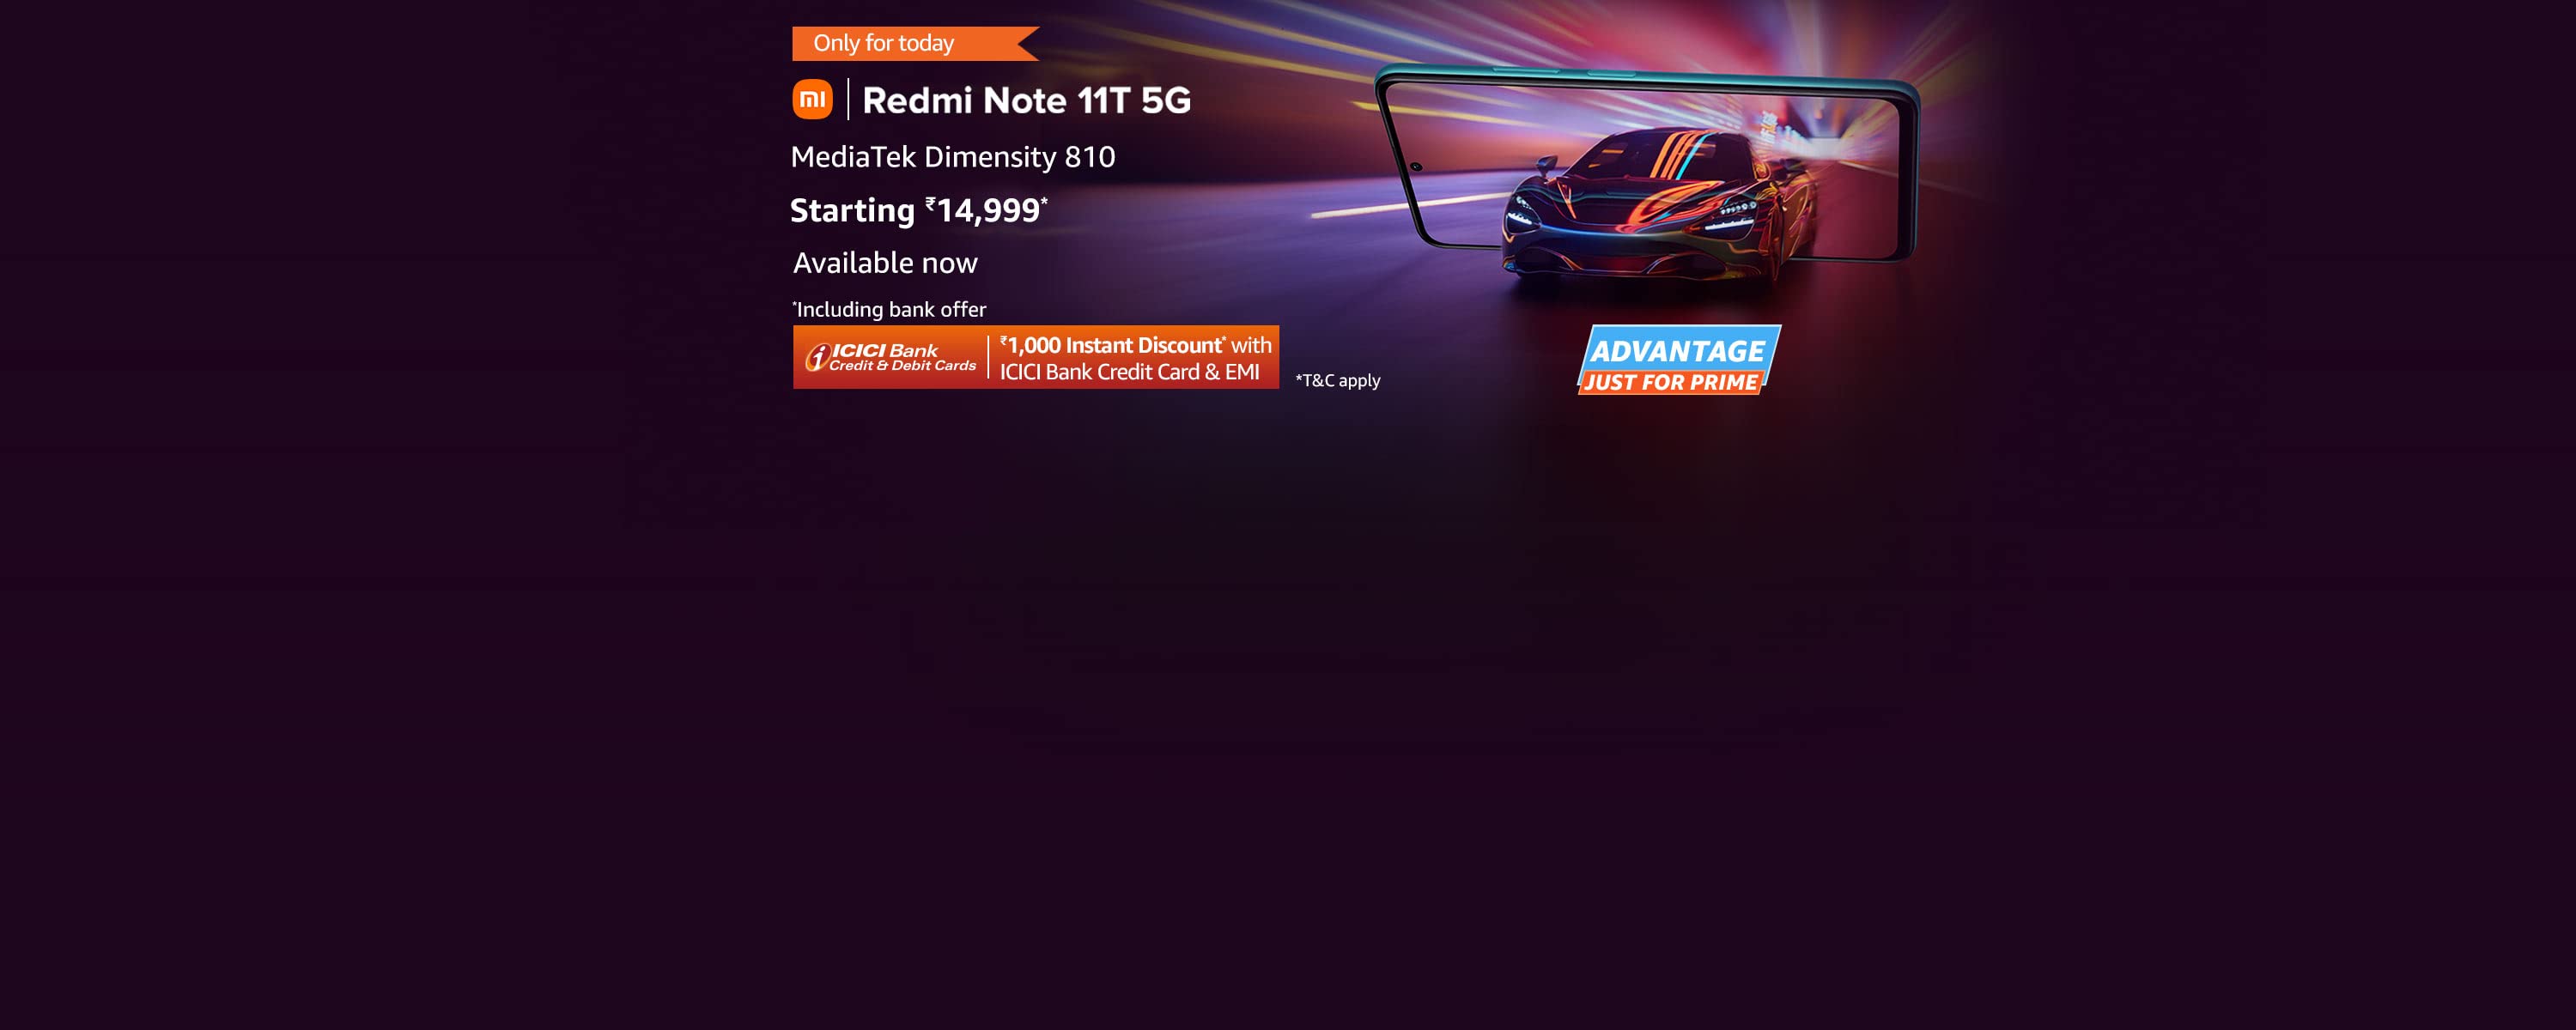 Only for today
mi
Redmi Note 11T 5G
MediaTek Dimensity 810
Starting ₹14,999*
Available now
*Including bank offer
ICICI Bank
Credit & Debit Cards
₹1,000 Instant Discount* with
ICICI Bank Credit Card & EMI
*T&C apply
ADVANTAGE
JUST FOR PRIME